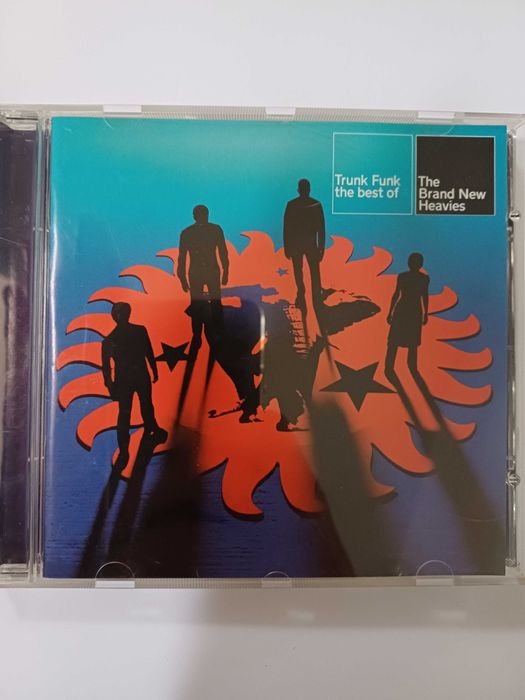 Trunk Funk
the best of
The
Brand New
Heavies